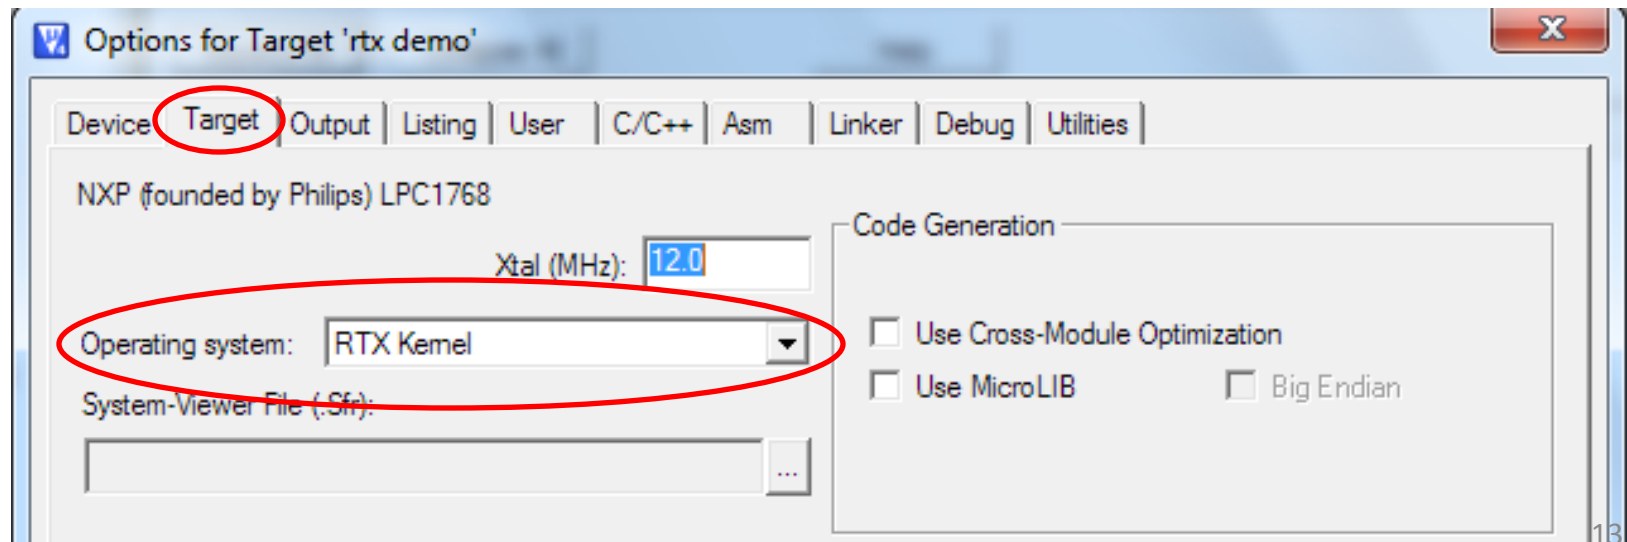 Options for Target 'rtx demo'
Device Target Output Listing User C/C++ Asm Linker Debug Utilities
NXP (founded by Philips) LPC1768
Xtal (MHz): 12.0
Operating system: RTX Kernel
System-Viewer File (.Sfr):
...
Code Generation
Use Cross-Module Optimization
Use MicroLIB Big Endian
13